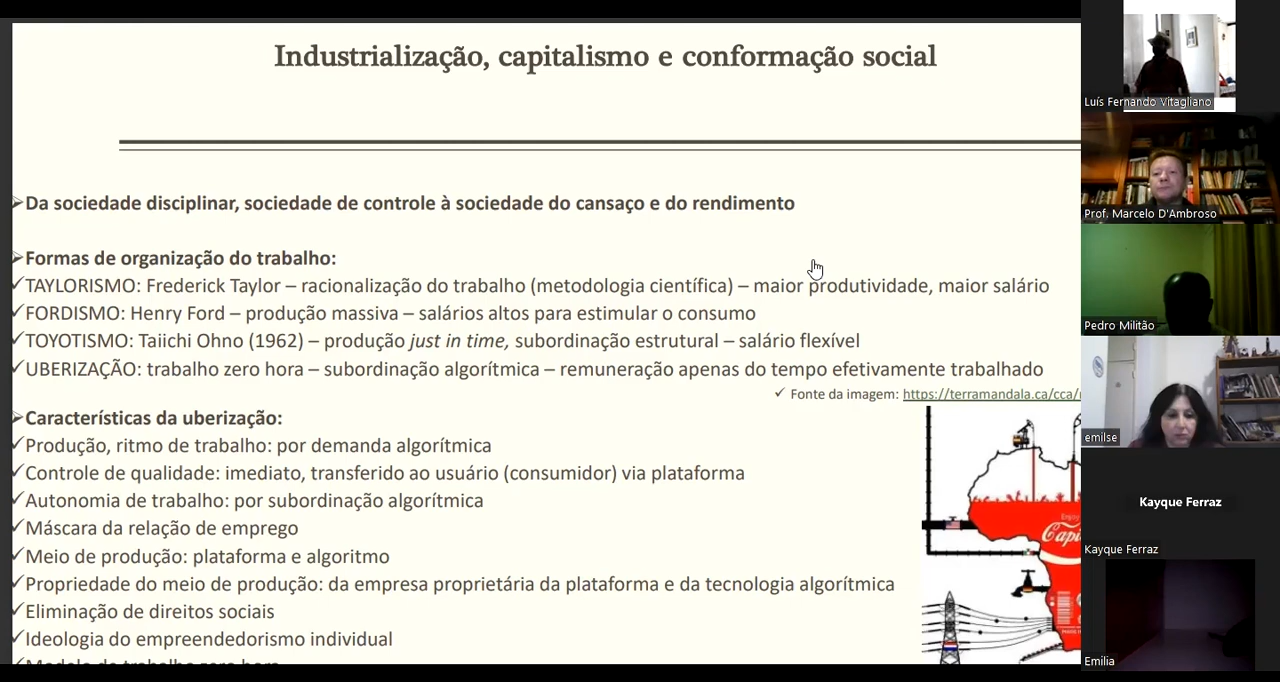 Industrialização, capitalismo e conformação social
Da sociedade disciplinar, sociedade de controle à sociedade do cansaço e do rendimento
Formas de organização do trabalho:
TAYLORISMO: Frederick Taylor – racionalização do trabalho (metodologia científica) – maior produtividade, maior salário
FORDISMO: Henry Ford – produção massiva – salários altos para estimular o consumo
TOYOTISMO: Taiichi Ohno (1962) – produção just in time, subordinação estrutural – salário flexível
UBERIZAÇÃO: trabalho zero hora – subordinação algorítmica – remuneração apenas do tempo efetivamente trabalhado
Fonte da imagem: https://terramandala.ca/cca/
Características da uberização:
Produção, ritmo de trabalho: por demanda algorítmica
Controle de qualidade: imediato, transferido ao usuário (consumidor) via plataforma
Autonomia de trabalho: por subordinação algorítmica
Máscara da relação de emprego
Meio de produção: plataforma e algoritmo
Propriedade do meio de produção: da empresa proprietária da plataforma e da tecnologia algorítmica
Eliminação de direitos sociais
Ideologia do empreendedorismo individual
Modelo de trabalho zero hora
Enjoy
Capi
Luís Fernando Vitagliano
Prof. Marcelo D'Ambroso
Pedro Militão
emilse
Kayque Ferraz
Kayque Ferraz
Emilia